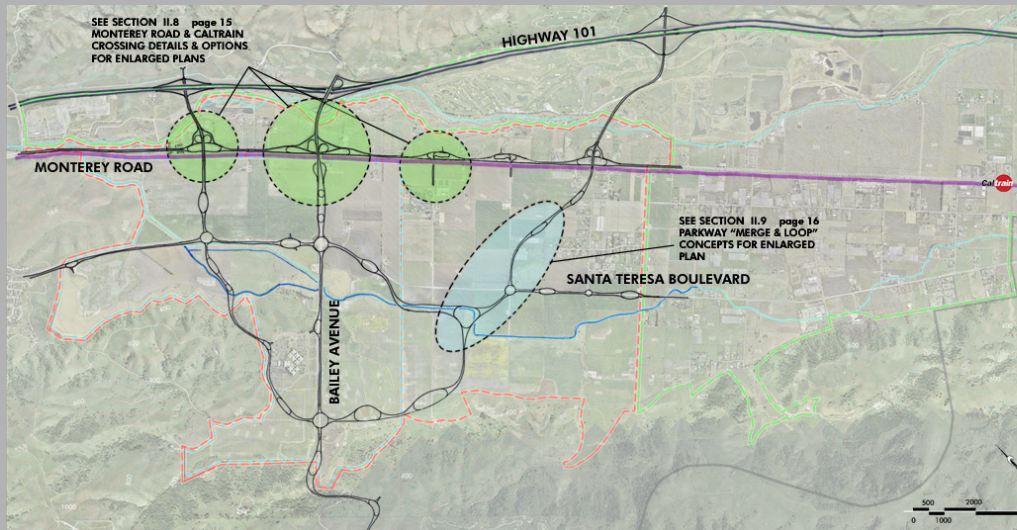 SEE SECTION II.8 page 15
MONTEREY ROAD & CALTRAIN
CROSSING DETAILS & OPTIONS
FOR ENLARGED PLANS
HIGHWAY 101
MONTEREY ROAD
Caltrain
SEE SECTION II.9 page 16
PARKWAY "MERGE & LOOP"
CONCEPTS FOR ENLARGED
PLAN
SANTA TERESA BOULEVARD
BAILEY AVENUE
500 2000
0 1000